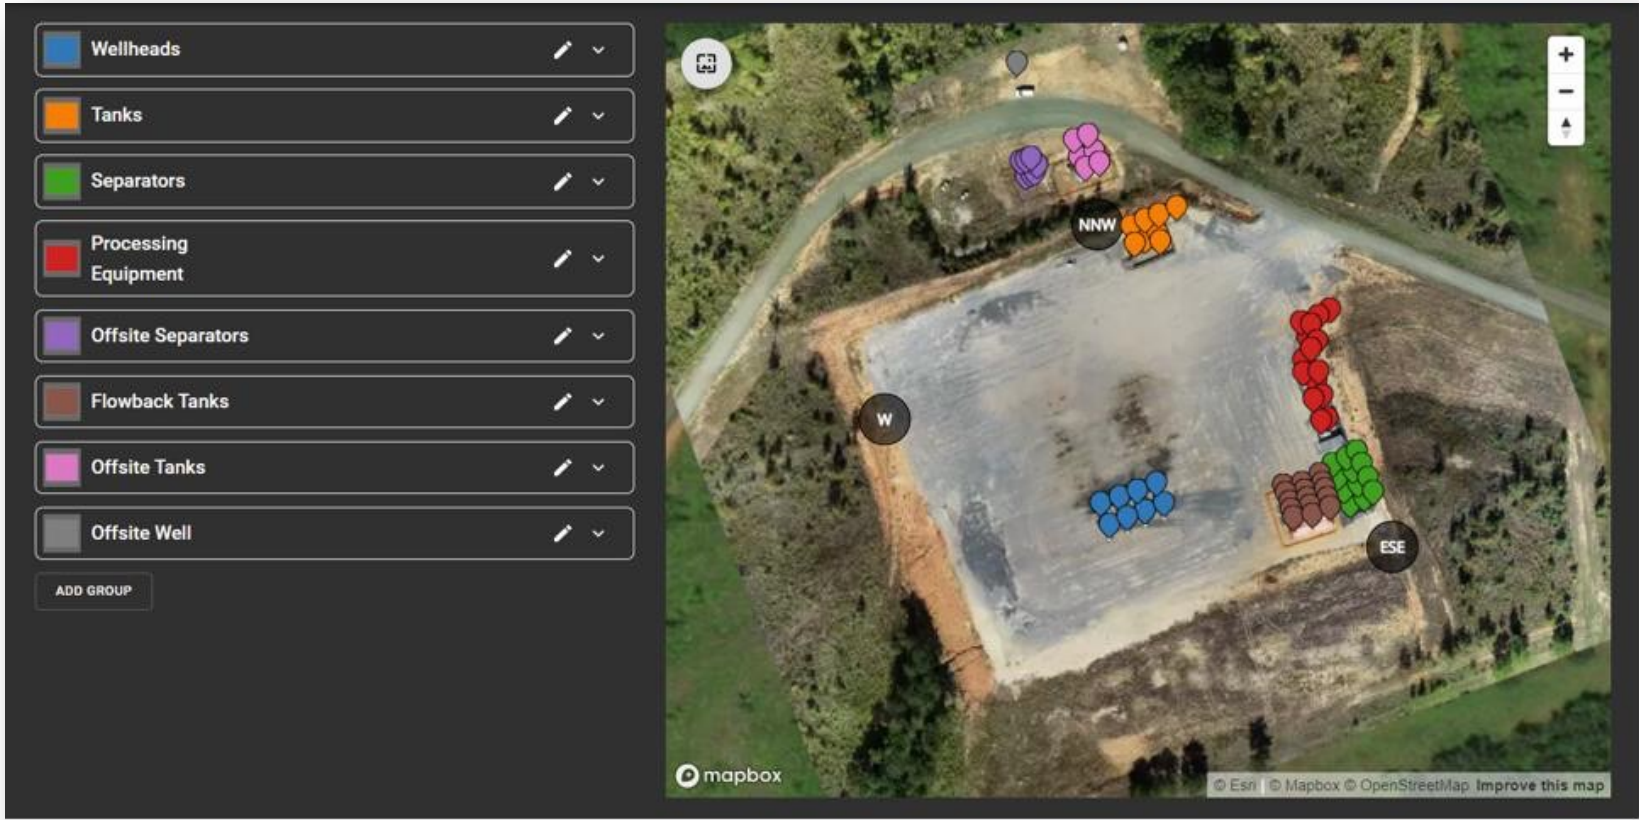 Wellheads
Tanks
Separators
Processing
Equipment
Offsite Separators
Flowback Tanks
Offsite Tanks
Offsite Well
ADD GROUP
NNW
W
ESE
mapbox
© Esri | © Mapbox © OpenStreetMap Improve this map